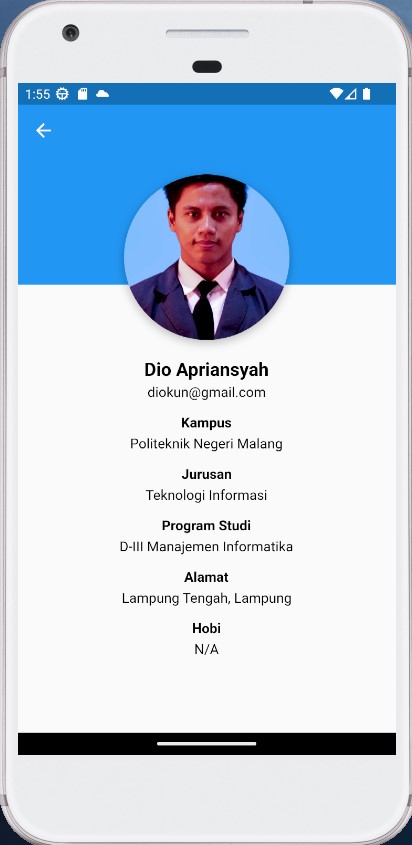 1:55
Dio Apriansyah
diokun@gmail.com
Kampus
Politeknik Negeri Malang
Jurusan
Teknologi Informasi
Program Studi
D-III Manajemen Informatika
Alamat
Lampung Tengah, Lampung
Hobi
N/A